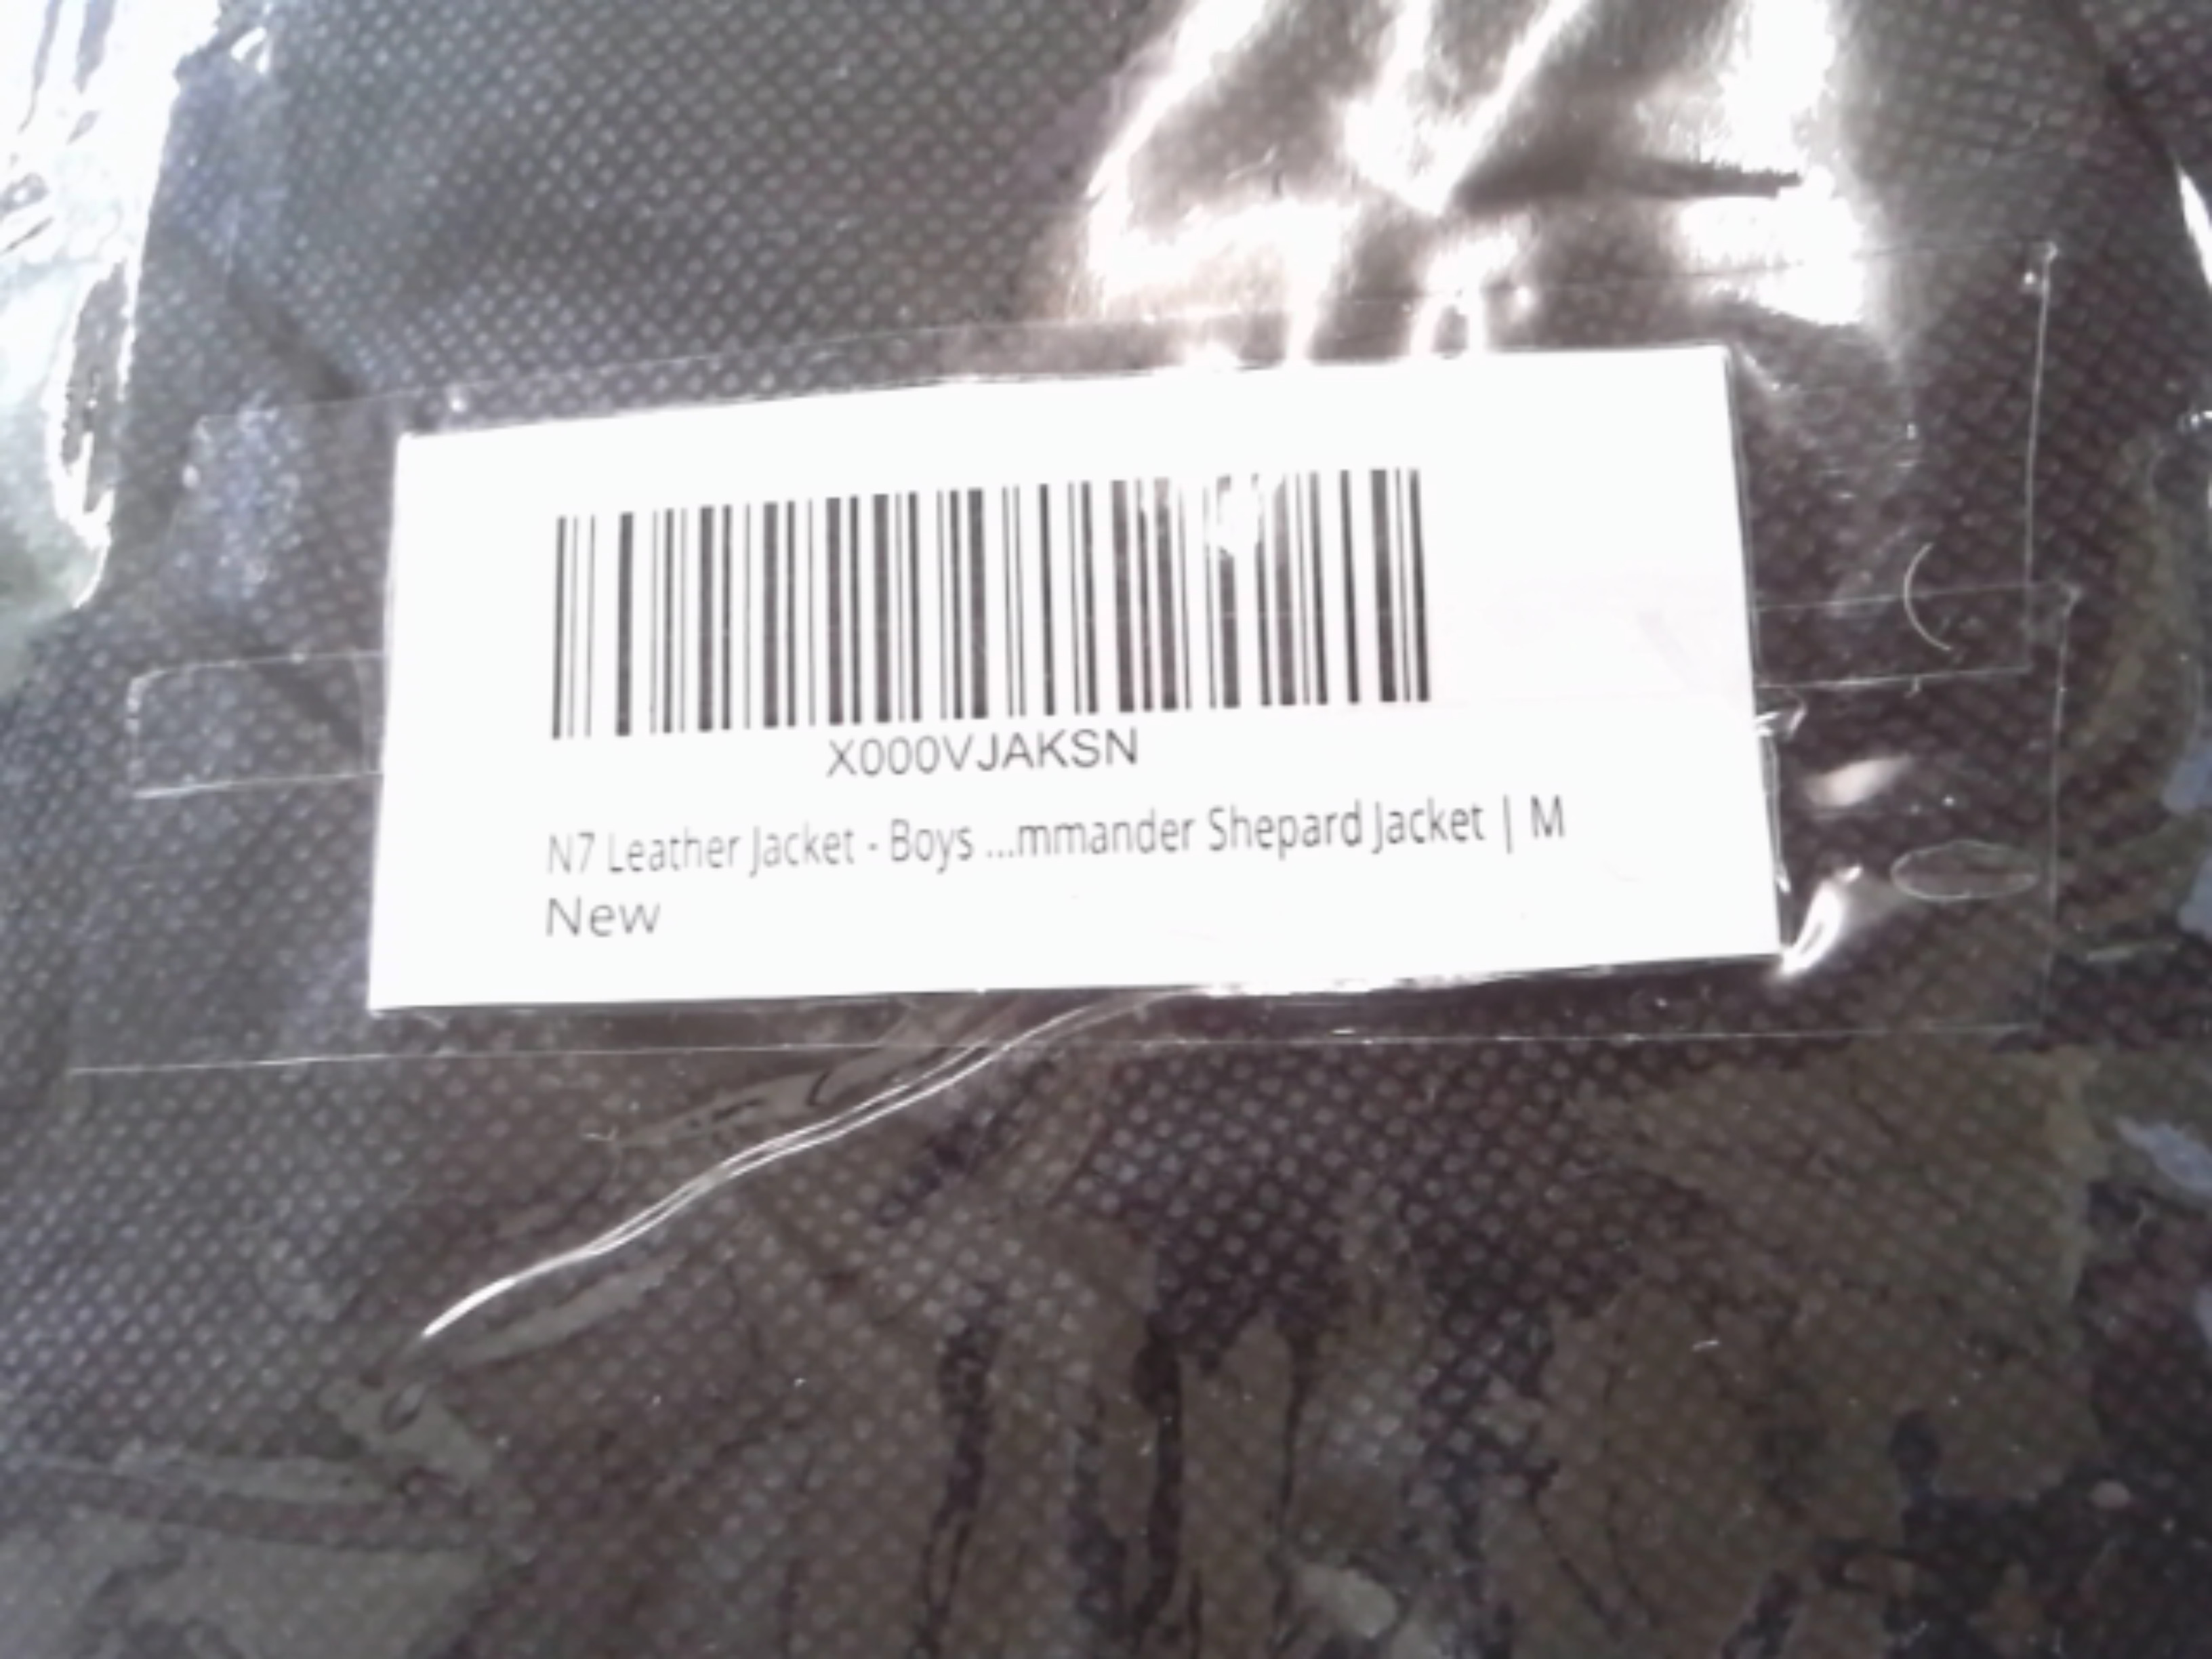 X000VJAKSN
N7 Leather Jacket - Boys ...mmander Shepard Jacket | M
New